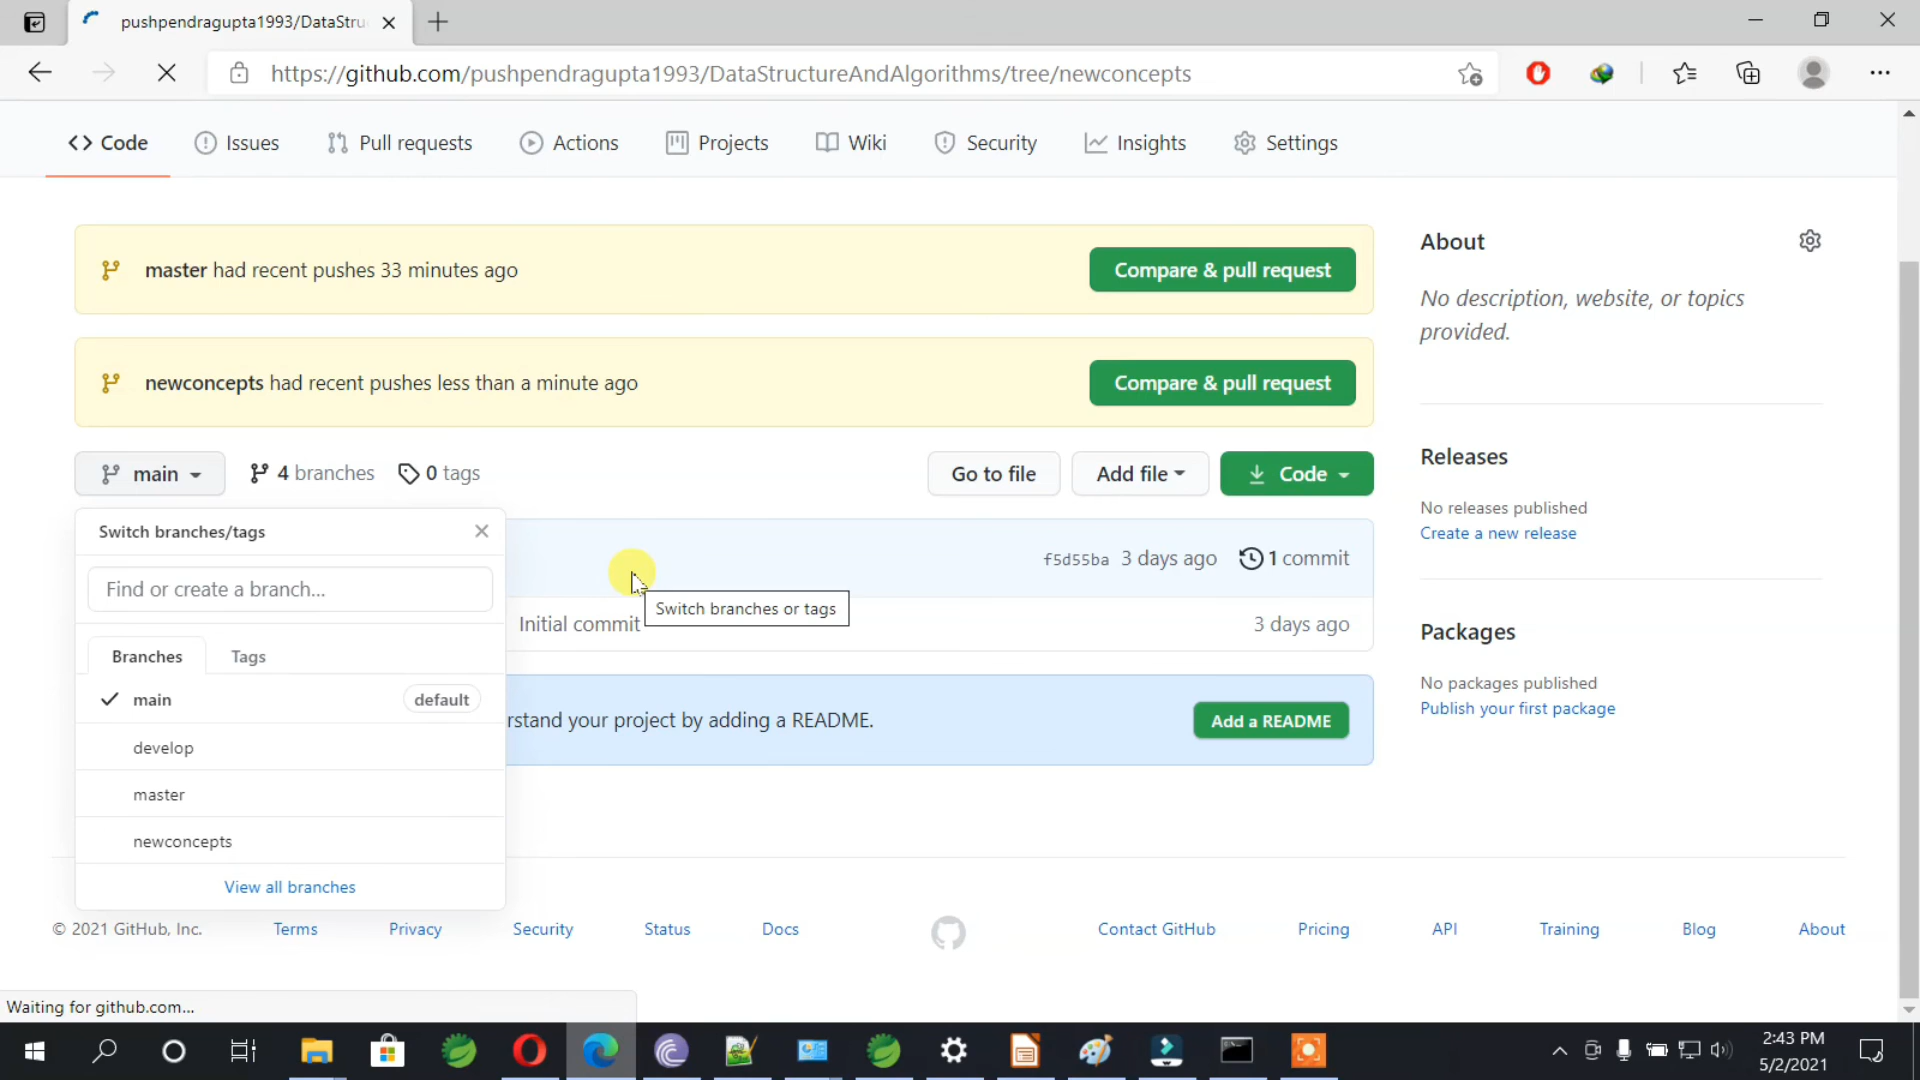 pushpendragupta1993/DataStru
https://github.com/pushpendragupta1993/DataStructureAndAlgorithms/tree/newconcepts
Code
Issues
Pull requests
Actions
Projects
Wiki
Security
Insights
Settings
master had recent pushes 33 minutes ago
Compare & pull request
newconcepts had recent pushes less than a minute ago
Compare & pull request
main
4 branches
0 tags
Go to file
Add file
Code
Switch branches/tags
Find or create a branch...
Branches
Tags
main
default
develop
master
newconcepts
View all branches
f5d55ba 3 days ago
1 commit
Switch branches or tags
Initial commit
3 days ago
rstand your project by adding a README.
Add a README
About
No description, website, or topics
provided.
Releases
No releases published
Create a new release
Packages
No packages published
Publish your first package
© 2021 GitHub, Inc.
Terms
Privacy
Security
Status
Docs
Contact GitHub
Pricing
API
Training
Blog
About
Waiting for github.com...
2:43 PM
5/2/2021